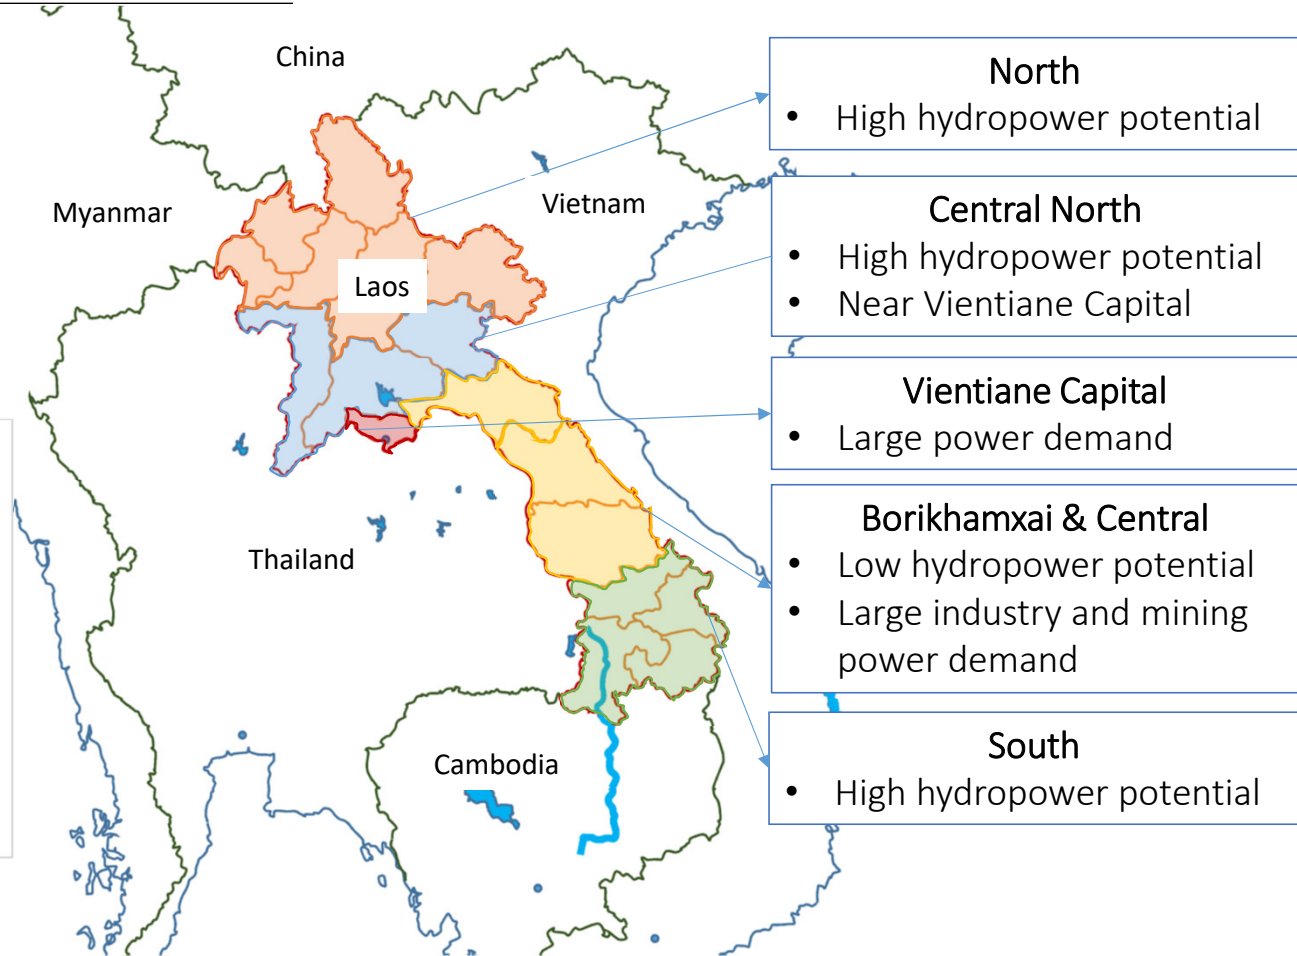 China
Myanmar
Vietnam
Laos
Thailand
Cambodia
North
• High hydropower potential
Central North
• High hydropower potential
• Near Vientiane Capital
Vientiane Capital
• Large power demand
Borikhamxai & Central
• Low hydropower potential
• Large industry and mining
power demand
South
• High hydropower potential